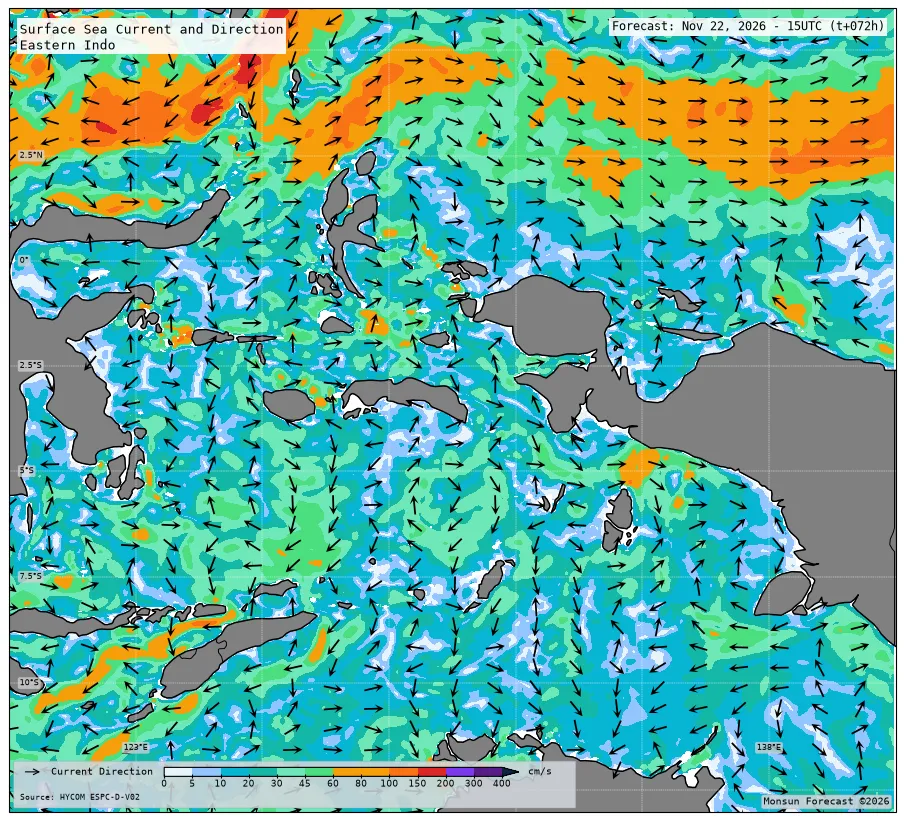 Surface Sea Current and Direction
Eastern Indo
Forecast: Nov 22, 2026 - 15UTC (t+072h)
2.5°N
0°
2.5°S
5°S
7.5°S
10°S
123°E
138°E
Current Direction
cm/s
0 5 10 20 30 45 60 80 100 150 200 300 400
Source: HYCOM ESPC-D-V02
Monsun Forecast ©2026